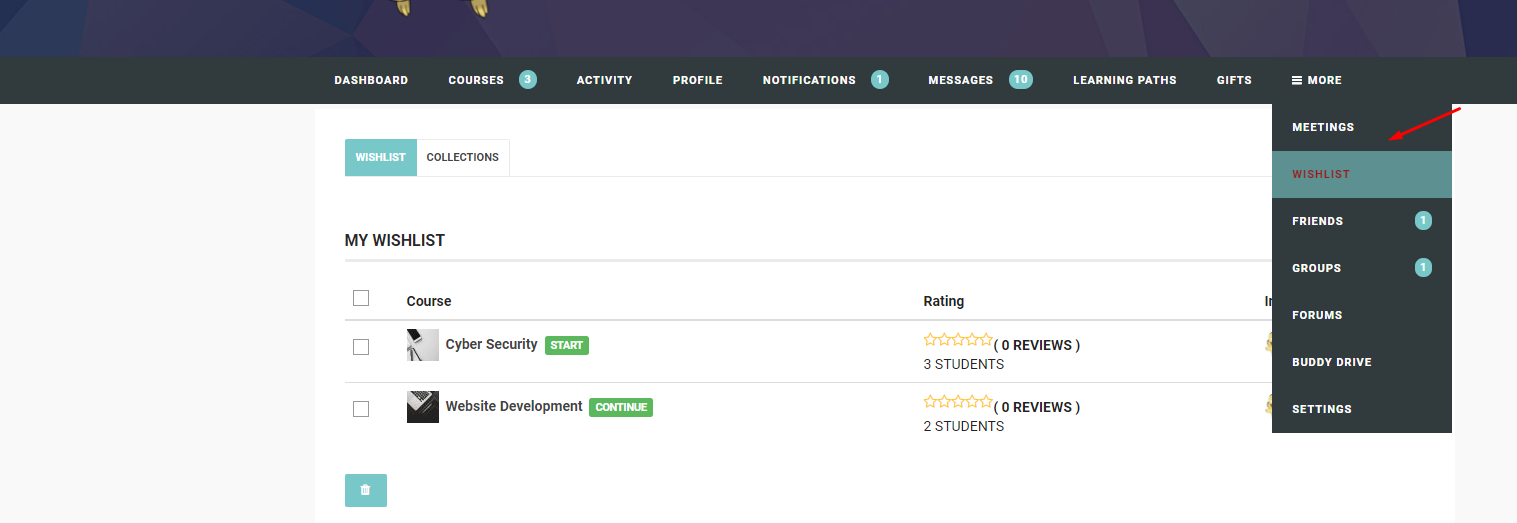 DASHBOARD COURSES 3 ACTIVITY PROFILE NOTIFICATIONS 1 MESSAGES 10 LEARNING PATHS GIFTS MORE
MEETINGS
WISHLIST COLLECTIONS
WISHLIST
FRIENDS 1
MY WISHLIST
GROUPS 1
Course Rating
FORUMS
Cyber Security START ( 0 REVIEWS )
3 STUDENTS
BUDDY DRIVE
Website Development CONTINUE ( 0 REVIEWS )
SETTINGS
2 STUDENTS